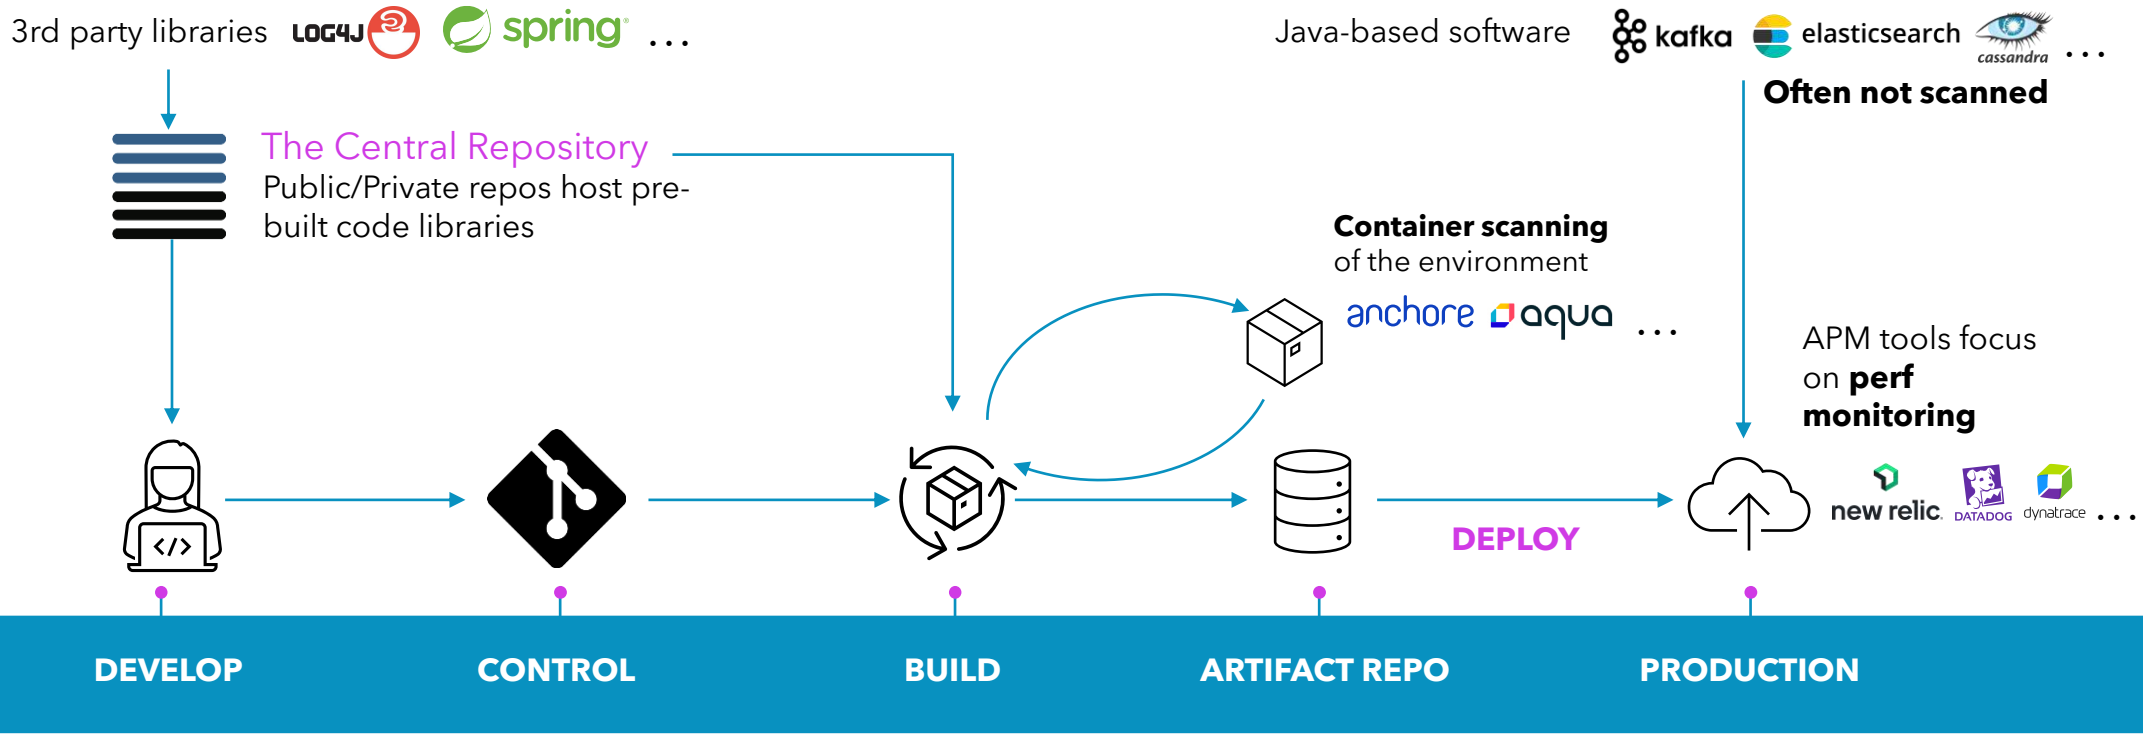 3rd party libraries LOG4J spring ...
Java-based software kafka elasticsearch cassandra ...
Often not scanned
The Central Repository
Public/Private repos host pre-
built code libraries
Container scanning
of the environment
anchore aqua ...
APM tools focus
on perf
monitoring
new relic. DATADOG dynatrace ...
</>
DEPLOY
DEVELOP
CONTROL
BUILD
ARTIFACT REPO
PRODUCTION